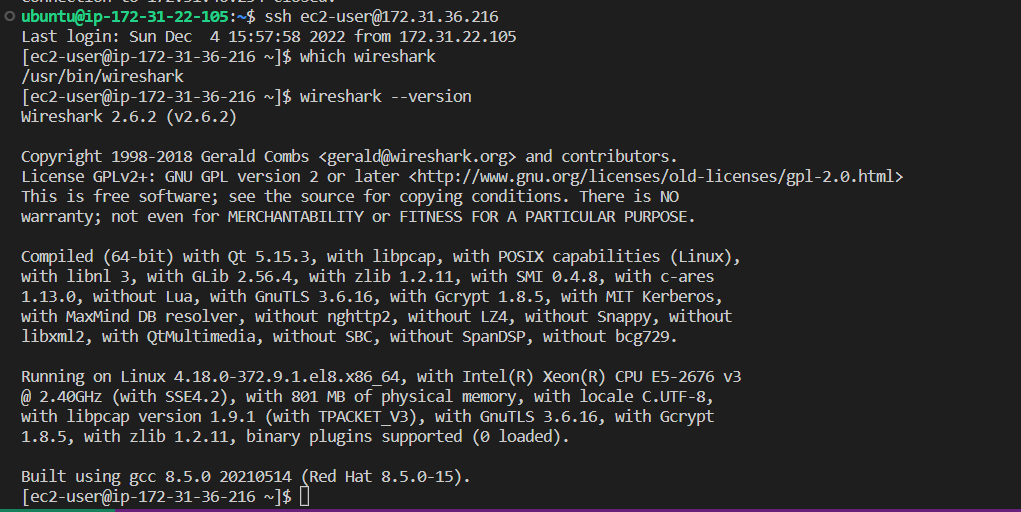 ubuntu@ip-172-31-22-105:~$ ssh ec2-user@172.31.36.216
Last login: Sun Dec  4 15:57:58 2022 from 172.31.22.105
[ec2-user@ip-172-31-36-216 ~]$ which wireshark
/usr/bin/wireshark
[ec2-user@ip-172-31-36-216 ~]$ wireshark --version
Wireshark 2.6.2 (v2.6.2)

Copyright 1998-2018 Gerald Combs <gerald@wireshark.org> and contributors.
License GPLv2+: GNU GPL version 2 or later <http://www.gnu.org/licenses/old-licenses/gpl-2.0.html>
This is free software; see the source for copying conditions. There is NO
warranty; not even for MERCHANTABILITY or FITNESS FOR A PARTICULAR PURPOSE.

Compiled (64-bit) with Qt 5.15.3, with libpcap, with POSIX capabilities (Linux),
with libnl 3, with GLib 2.56.4, with zlib 1.2.11, with SMI 0.4.8, with c-ares
1.13.0, without Lua, with GnuTLS 3.6.16, with Gcrypt 1.8.5, with MIT Kerberos,
with MaxMind DB resolver, without nghttp2, without LZ4, without Snappy, without
libxml2, with QtMultimedia, without SBC, without SpanDSP, without bcg729.

Running on Linux 4.18.0-372.9.1.el8.x86_64, with Intel(R) Xeon(R) CPU E5-2676 v3
@ 2.40GHz (with SSE4.2), with 801 MB of physical memory, with locale C.UTF-8,
with libpcap version 1.9.1 (with TPACKET_V3), with GnuTLS 3.6.16, with Gcrypt
1.8.5, with zlib 1.2.11, binary plugins supported (0 loaded).

Built using gcc 8.5.0 20210514 (Red Hat 8.5.0-15).
[ec2-user@ip-172-31-36-216 ~]$